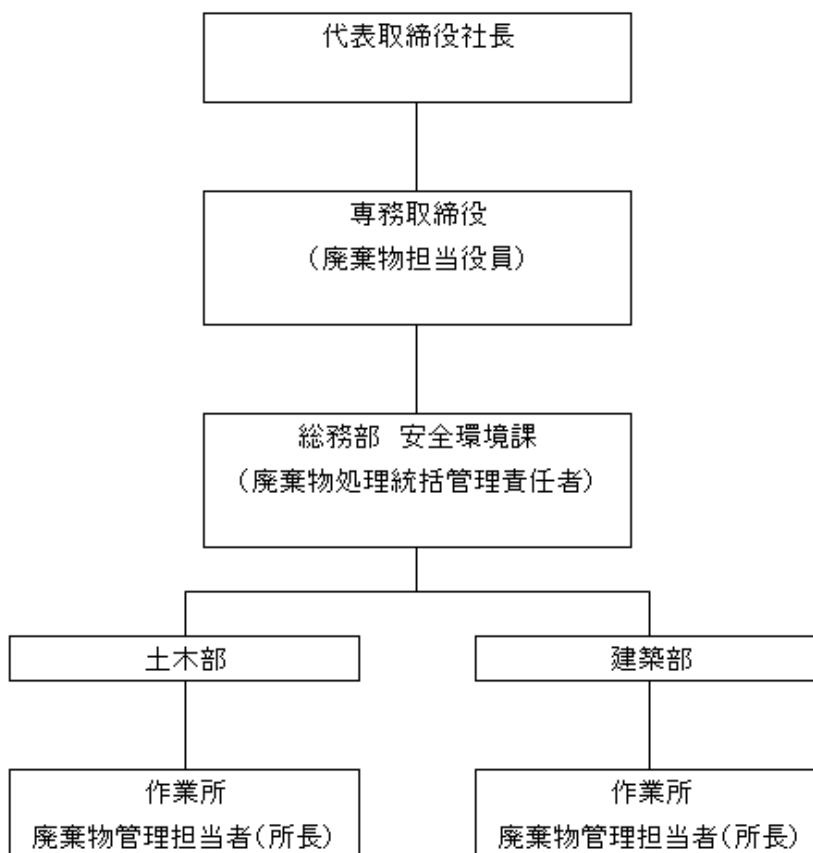 代表取締役社長
専務取締役
（廃棄物担当役員）
総務部 安全環境課
（廃棄物処理統括管理責任者）
土木部
建築部
作業所
廃棄物管理担当者(所長)
作業所
廃棄物管理担当者(所長)